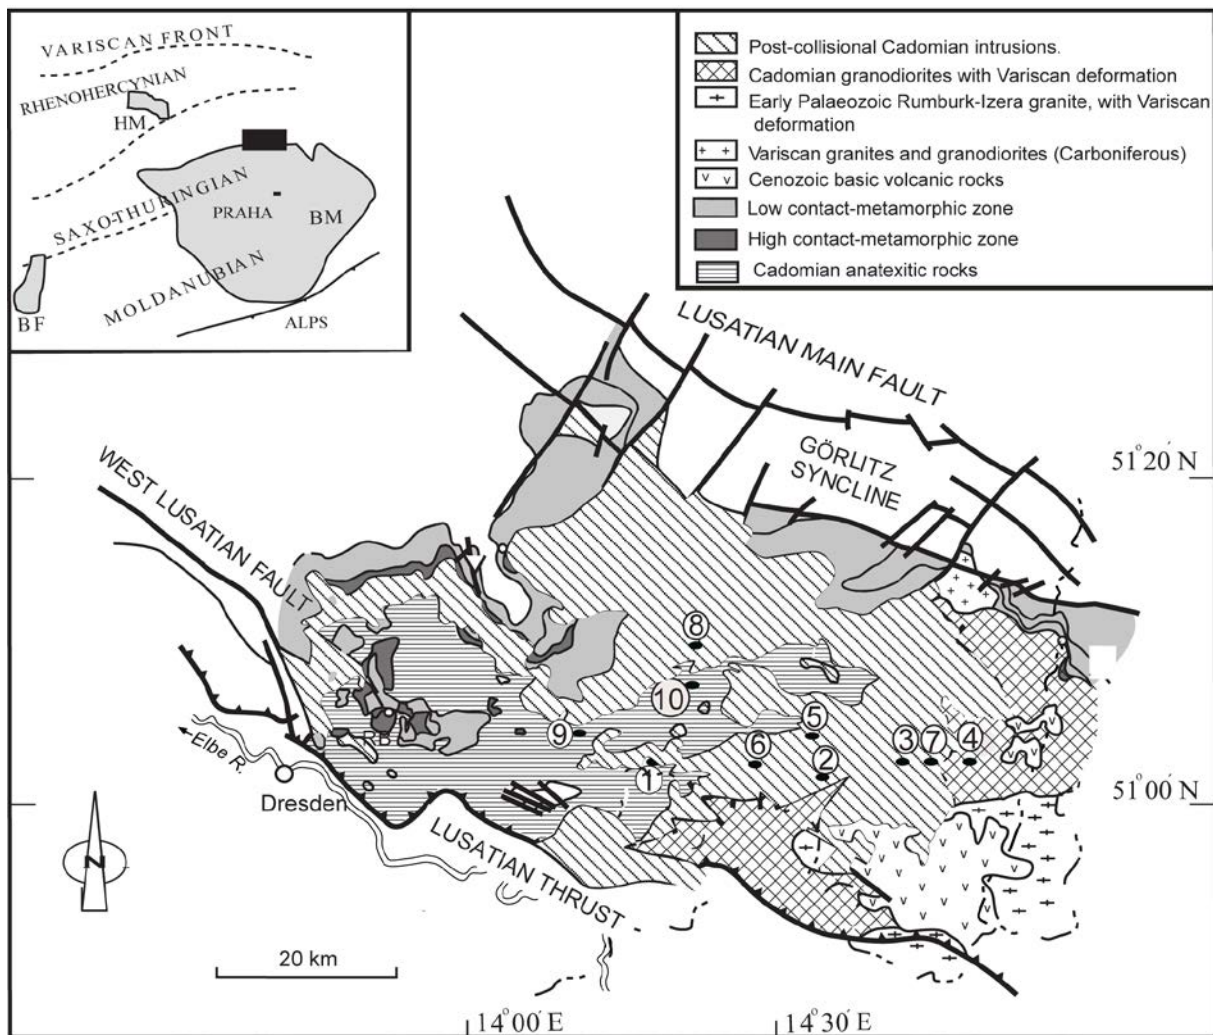 VARISCAN FRONT
RHENOHERCYNIAN
HM
SAXO-THURINGIAN
PRAHA
BM
MOLDANUBIAN
BF
ALPS
Post-collisional Cadomian intrusions.
Cadomian granodiorites with Variscan deformation
Early Palaeozoic Rumburk-Izera granite, with Variscan
deformation
Variscan granites and granodiorites (Carboniferous)
Cenozoic basic volcanic rocks
Low contact-metamorphic zone
High contact-metamorphic zone
Cadomian anatexitic rocks
LUSATIAN MAIN FAULT
GÖRLITZ
SYNCLINE
51°20' N
WEST LUSATIAN FAULT
8
10
5
9
6
3
7
4
1
2
RB
Elbe R.
Dresden
51°00' N
LUSATIAN THRUST
N
20 km
14°00' E
14°30' E